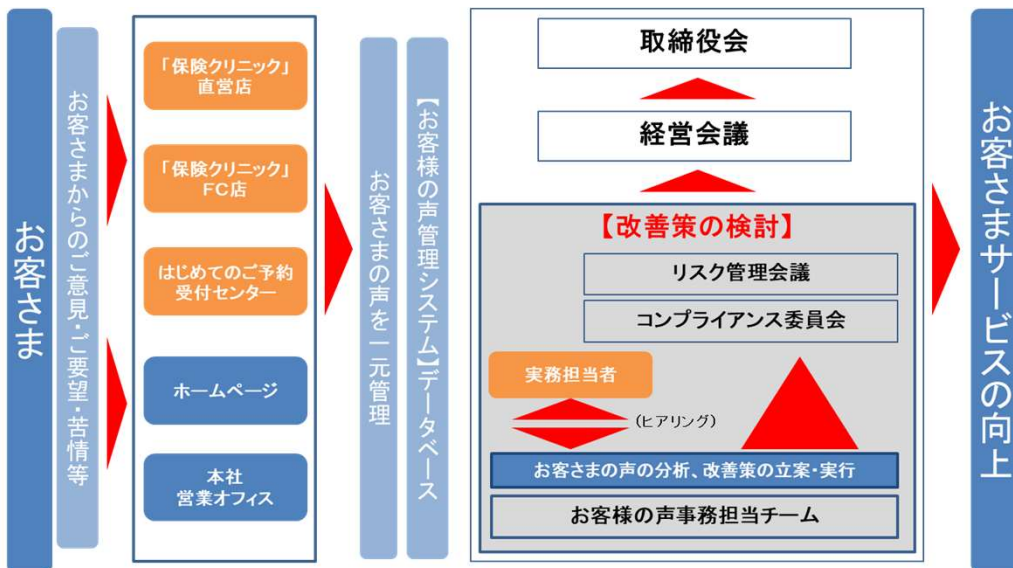 お客さま
お客さまからのご意見・ご要望・苦情等
「保険クリニック」
直営店
「保険クリニック」
FC店
はじめてのご予約
受付センター
ホームページ
本社
営業オフィス
お客さまの声を一元管理
【お客様の声管理システム】データベース
取締役会
経営会議
【改善策の検討】
リスク管理会議
コンプライアンス委員会
実務担当者
(ヒアリング)
お客さまの声の分析、改善策の立案・実行
お客様の声事務担当チーム
お客さまサービスの向上